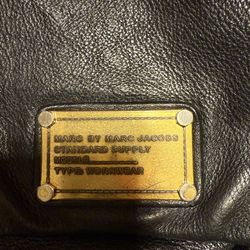 MARC BY MARC JACOBS
STANDARD SUPPLY
MODEL
TYPE: WORKWEAR